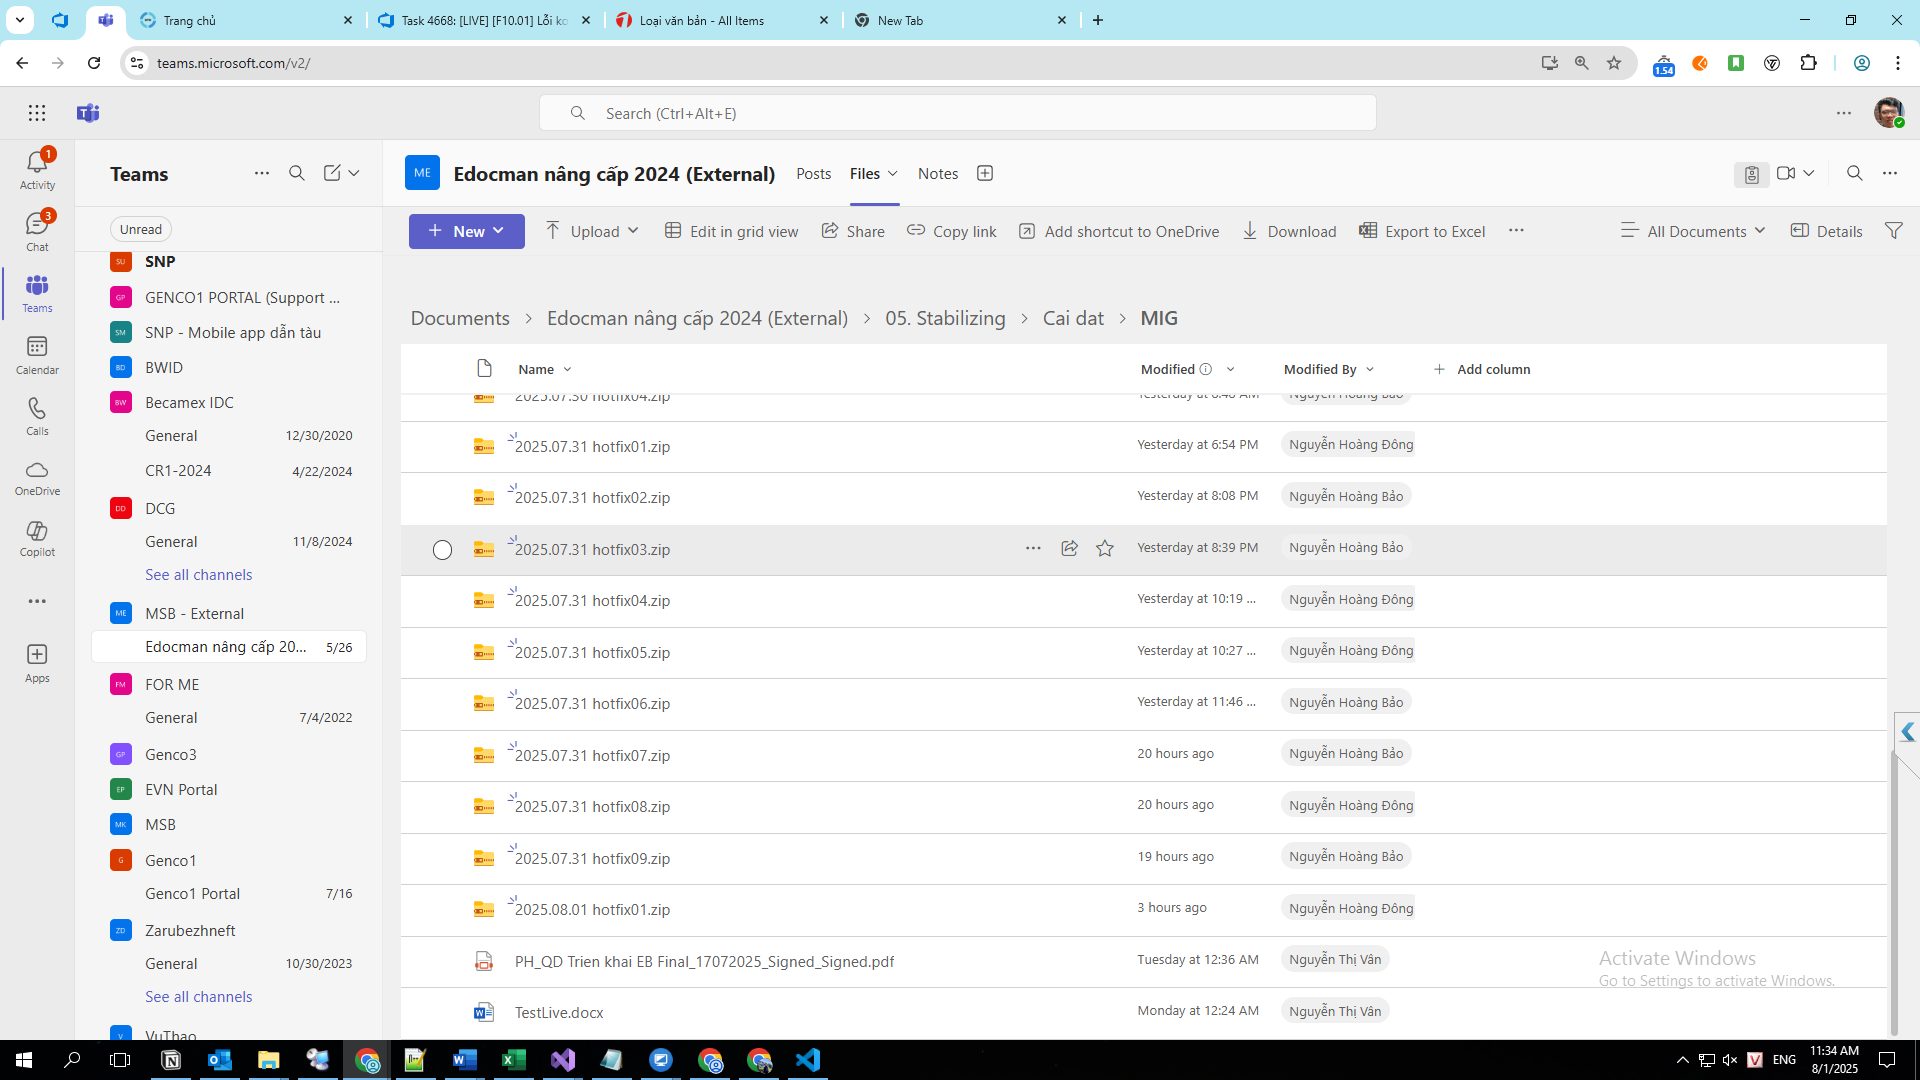 Trang chủ
Task 4668: [LIVE] [F10.01] Lỗi kc
Loại văn bản - All Items
New Tab
teams.microsoft.com/v2/
1.54
Search (Ctrl+Alt+E)
1
Activity
3
Chat
Teams
Calendar
Calls
OneDrive
Copilot
Apps
Teams
Unread
SU SNP
GP GENCO1 PORTAL (Support ...
SM SNP - Mobile app dẫn tàu
BD BWID
BW Becamex IDC
General 12/30/2020
CR1-2024 4/22/2024
DD DCG
General 11/8/2024
See all channels
ME MSB - External
Edocman nâng cấp 20... 5/26
FM FOR ME
General 7/4/2022
GP Genco3
EP EVN Portal
MK MSB
G Genco1
Genco1 Portal 7/16
ZD Zarubezhneft
General 10/30/2023
See all channels
V VuThao
ME Edocman nâng cấp 2024 (External) Posts Files Notes
New Upload Edit in grid view Share Copy link Add shortcut to OneDrive Download Export to Excel ... All Documents Details
Documents > Edocman nâng cấp 2024 (External) > 05. Stabilizing > Cai dat > MIG
Name Modified Modified By + Add column
2025.07.30 hotfix04.zip Yesterday at 8:46 AM Nguyễn Hoàng Bảo
2025.07.31 hotfix01.zip Yesterday at 6:54 PM Nguyễn Hoàng Đông
2025.07.31 hotfix02.zip Yesterday at 8:08 PM Nguyễn Hoàng Bảo
2025.07.31 hotfix03.zip Yesterday at 8:39 PM Nguyễn Hoàng Bảo
2025.07.31 hotfix04.zip Yesterday at 10:19 ... Nguyễn Hoàng Đông
2025.07.31 hotfix05.zip Yesterday at 10:27 ... Nguyễn Hoàng Đông
2025.07.31 hotfix06.zip Yesterday at 11:46 ... Nguyễn Hoàng Bảo
2025.07.31 hotfix07.zip 20 hours ago Nguyễn Hoàng Bảo
2025.07.31 hotfix08.zip 20 hours ago Nguyễn Hoàng Đông
2025.07.31 hotfix09.zip 19 hours ago Nguyễn Hoàng Bảo
2025.08.01 hotfix01.zip 3 hours ago Nguyễn Hoàng Đông
PH_QD Trien khai EB Final_17072025_Signed_Signed.pdf Tuesday at 12:36 AM Nguyễn Thị Vân
TestLive.docx Monday at 12:24 AM Nguyễn Thị Vân
Activate Windows
Go to Settings to activate Windows.
ENG
11:34 AM
8/1/2025